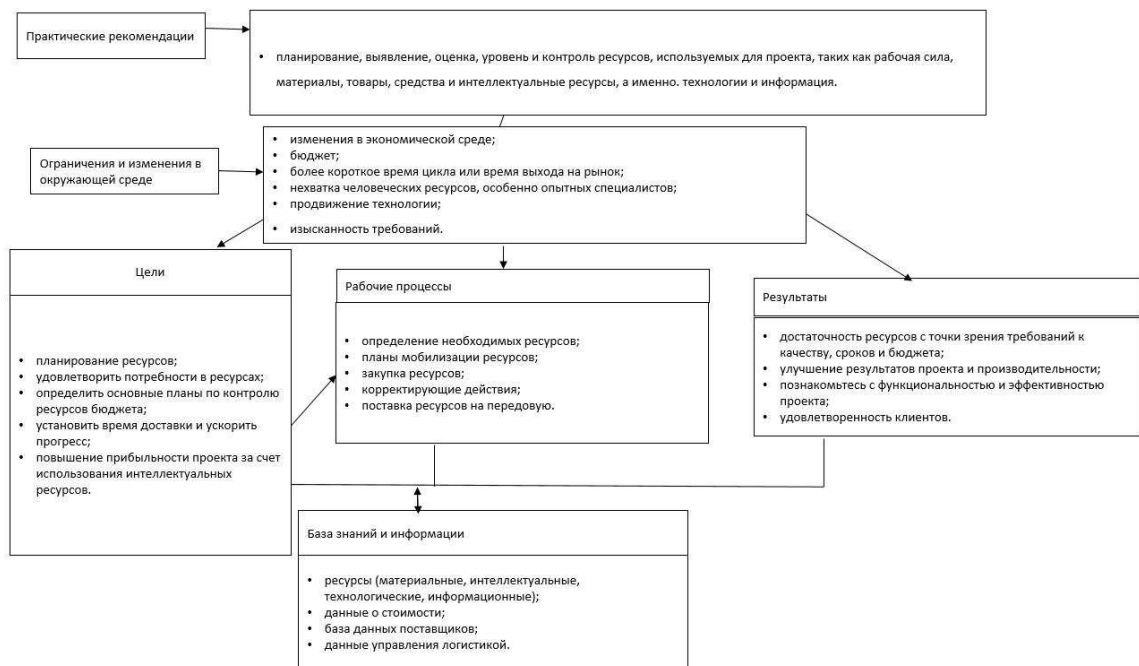 Практические рекомендации
• планирование, выявление, оценка, уровень и контроль ресурсов, используемых для проекта, таких как рабочая сила,
материалы, товары, средства и интеллектуальные ресурсы, а именно. технологии и информация.
Ограничения и изменения в
окружающей среде
• изменения в экономической среде;
• бюджет;
• более короткое время цикла или время выхода на рынок;
• нехватка человеческих ресурсов, особенно опытных специалистов;
• продвижение технологии;
• изысканность требований.
Цели
• планирование ресурсов;
• удовлетворить потребности в ресурсах;
• определить основные планы по контролю
ресурсов бюджета;
• установить время доставки и ускорить
прогресс;
• повышение прибыльности проекта за счет
использования интеллектуальных
ресурсов.
Рабочие процессы
• определение необходимых ресурсов;
• планы мобилизации ресурсов;
• закупка ресурсов;
• корректирующие действия;
• поставка ресурсов на передовую.
Результаты
• достаточность ресурсов с точки зрения требований к
качеству, сроков и бюджета;
• улучшение результатов проекта и производительности;
• познакомьтесь с функциональностью и эффективностью
проекта;
• удовлетворенность клиентов.
База знаний и информации
• ресурсы (материальные, интеллектуальные,
технологические, информационные);
• данные о стоимости;
• база данных поставщиков;
• данные управления логистикой.